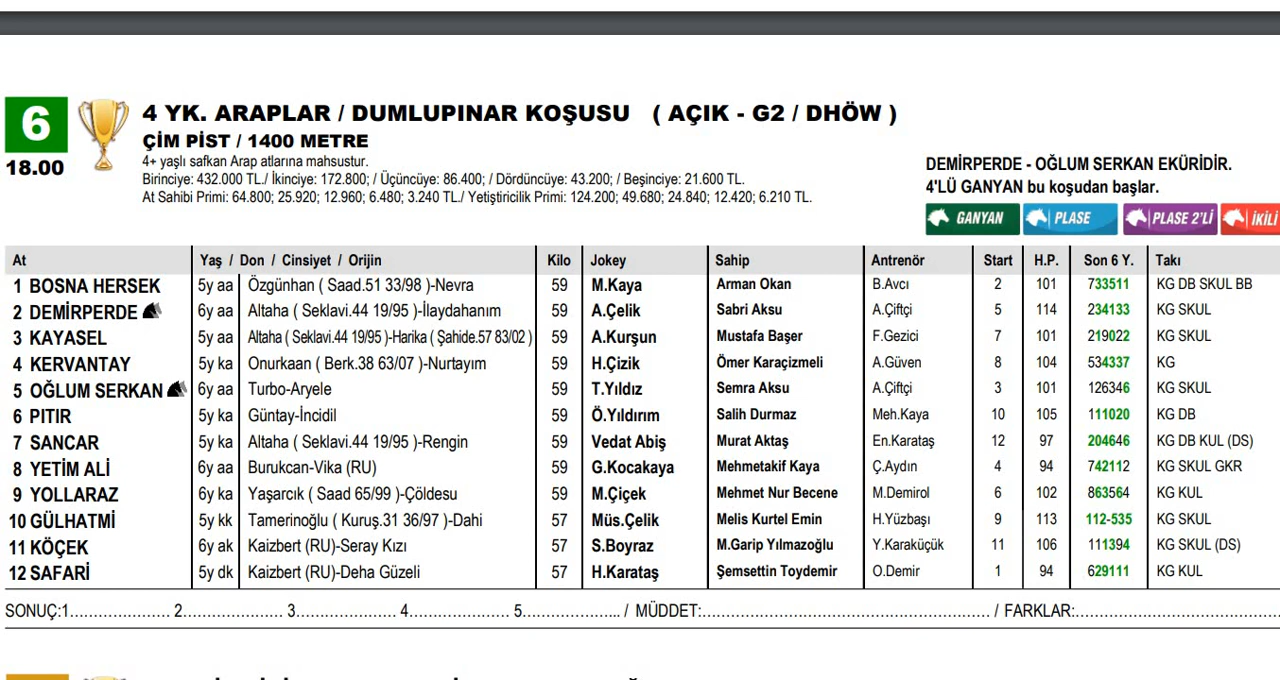 6
18.00
4 YK. ARAPLAR / DUMLUPINAR KOŞUSU ( AÇIK - G2 / DHÖW )
ÇİM PİST / 1400 METRE
4+ yaşlı safkan Arap atlarına mahsustur.
Birinciye: 432.000 TL./ İkinciye: 172.800; / Üçüncüye: 86.400; / Dördüncüye: 43.200; / Beşinciye: 21.600 TL.
At Sahibi Primi: 64.800; 25.920; 12.960; 6.480; 3.240 TL./ Yetiştiricilik Primi: 124.200; 49.680; 24.840; 12.420; 6.210 TL.
DEMİRPERDE - OĞLUM SERKAN EKÜRİDİR.
4'LÜ GANYAN bu koşudan başlar.
GANYAN PLASE PLASE 2'Lİ İKİLİ
At Yaş / Don / Cinsiyet / Orijin Kilo Jokey Sahip Antrenör Start H.P. Son 6 Y. Takı
1 BOSNA HERSEK 5y aa Özgünhan ( Saad.51 33/98 )-Nevra 59 M.Kaya Arman Okan B.Avcı 2 101 733511 KG DB SKUL BB
2 DEMİRPERDE 6y aa Altaha ( Seklavi.44 19/95 )-İlaydahanım 59 A.Çelik Sabri Aksu A.Çiftçi 5 114 234133 KG SKUL
3 KAYASEL 5y aa Altaha ( Seklavi.44 19/95 )-Harika ( Şahide.57 83/02 ) 59 A.Kurşun Mustafa Başer F.Gezici 7 101 219022 KG SKUL
4 KERVANTAY 5y ka Onurkaan ( Berk.38 63/07 )-Nurtayım 59 H.Çizik Ömer Karaçizmeli A.Güven 8 104 534337 KG
5 OĞLUM SERKAN 6y aa Turbo-Aryele 59 T.Yıldız Semra Aksu A.Çiftçi 3 101 126346 KG SKUL
6 PITIR 5y ka Güntay-İncidil 59 Ö.Yıldırım Salih Durmaz Meh.Kaya 10 105 111020 KG DB
7 SANCAR 5y ka Altaha ( Seklavi.44 19/95 )-Rengin 59 Vedat Abiş Murat Aktaş En.Karataş 12 97 204646 KG DB KUL (DS)
8 YETİM ALİ 6y aa Burukcan-Vika (RU) 59 G.Kocakaya Mehmetakif Kaya Ç.Aydın 4 94 742112 KG SKUL GKR
9 YOLLARAZ 6y ka Yaşarcık ( Saad 65/99 )-Çöldesu 59 M.Çiçek Mehmet Nur Becene M.Demirol 6 102 863564 KG KUL
10 GÜLHATMİ 5y kk Tamerinoğlu ( Kuruş.31 36/97 )-Dahi 57 Müs.Çelik Melis Kurtel Emin H.Yüzbaşı 9 113 112-535 KG SKUL
11 KÖÇEK 6y ak Kaizbert (RU)-Seray Kızı 57 S.Boyraz M.Garip Yılmazoğlu Y.Karaküçük 11 106 111394 KG SKUL (DS)
12 SAFARİ 5y dk Kaizbert (RU)-Deha Güzeli 57 H.Karataş Şemsettin Toydemir O.Demir 1 94 629111 KG KUL
SONUÇ:1..................... 2...................... 3...................... 4...................... 5...................... / MÜDDET:............................................................ / FARKLAR:............................................